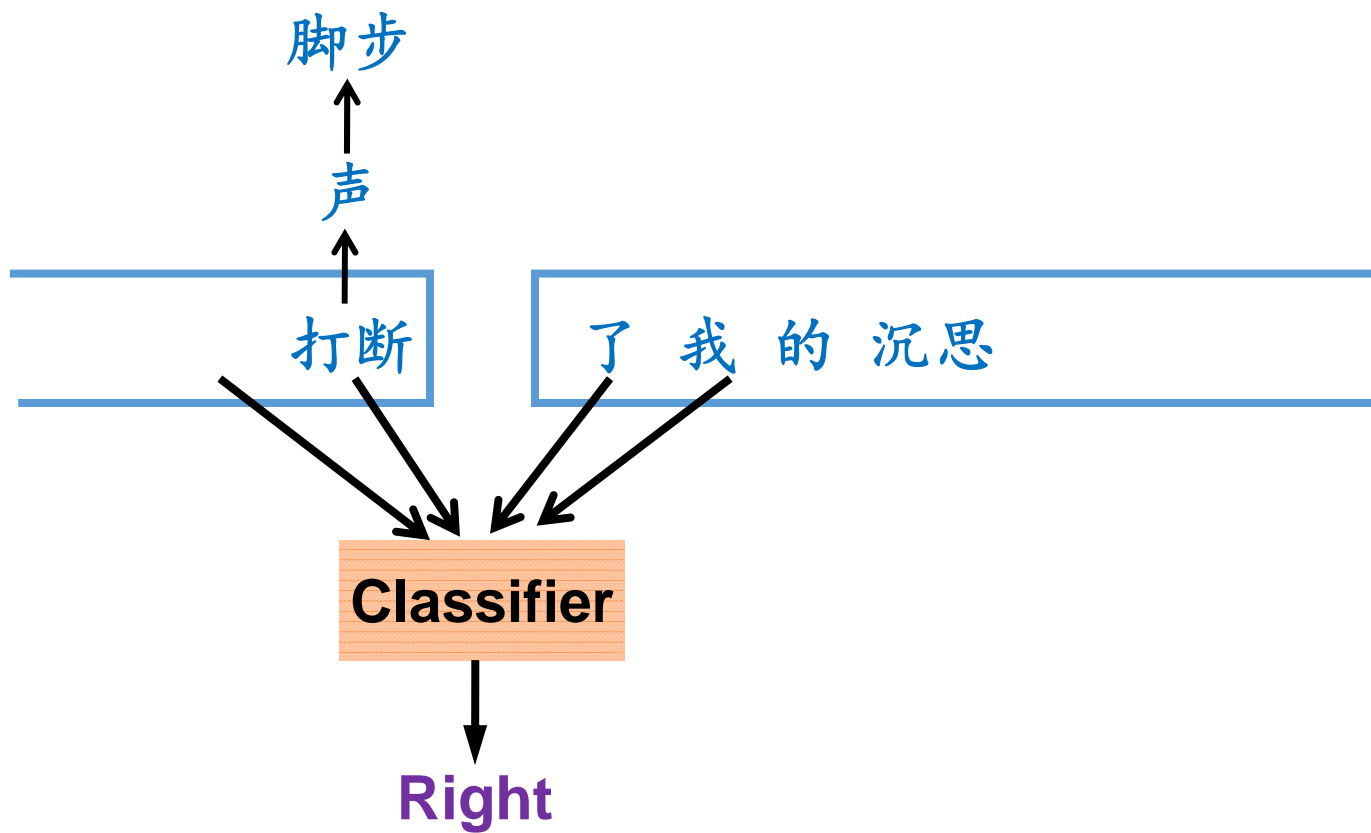 脚步
声
打断 了 我 的 沉思
Classifier
Right